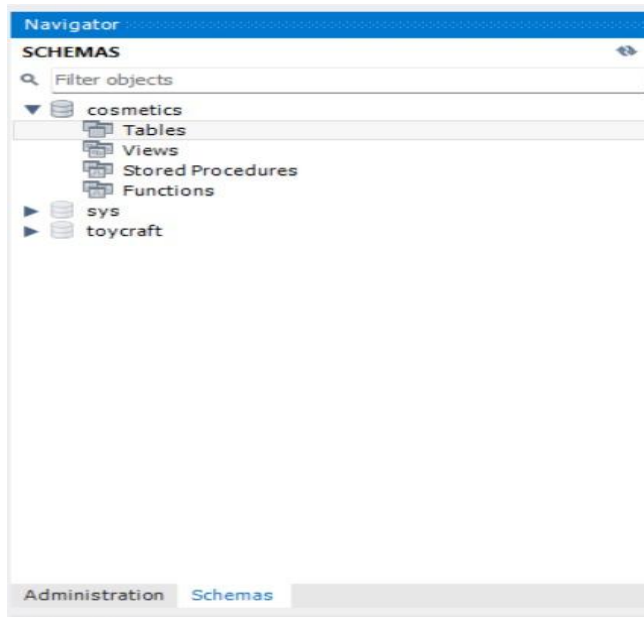 Navigator
SCHEMAS
Filter objects
cosmetics
Tables
Views
Stored Procedures
Functions
sys
toycraft
Administration Schemas